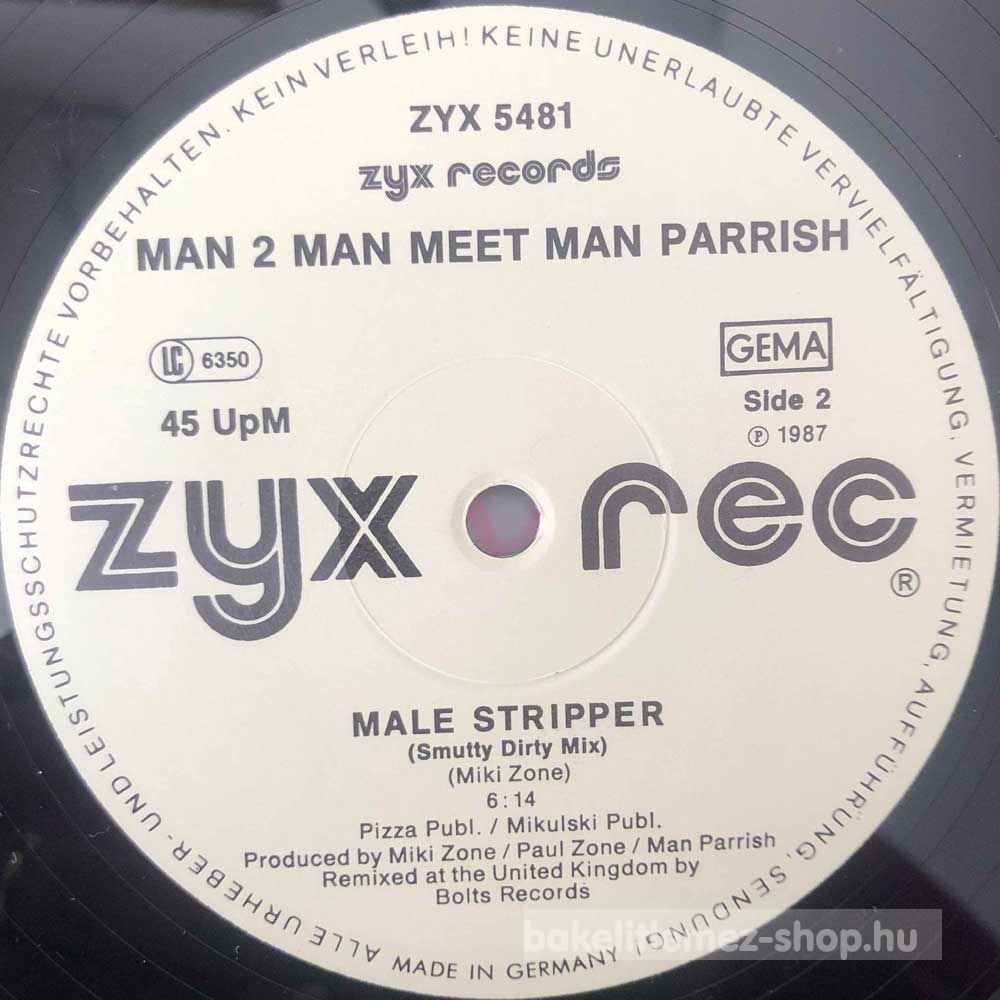 ALLE URHEBER- UND LEISTUNGSSCHUTZRECHTE VORBEHALTEN. KEIN VERLEIH! KEINE UNERLAUBTE VERVIELFÄLTIGUNG, VERMIETUNG, AUFFÜHRUNG, SENDUNG!
ZYX 5481
zyx records
MAN 2 MAN MEET MAN PARRISH
LC 6350
GEMA
45 UpM
Side 2
℗ 1987
zyx rec ®
MALE STRIPPER
(Smutty Dirty Mix)
(Miki Zone)
6:14
Pizza Publ. / Mikulski Publ.
Produced by Miki Zone / Paul Zone / Man Parrish
Remixed at the United Kingdom by
Bolts Records
MADE IN GERMANY
bakelitlemez-shop.hu